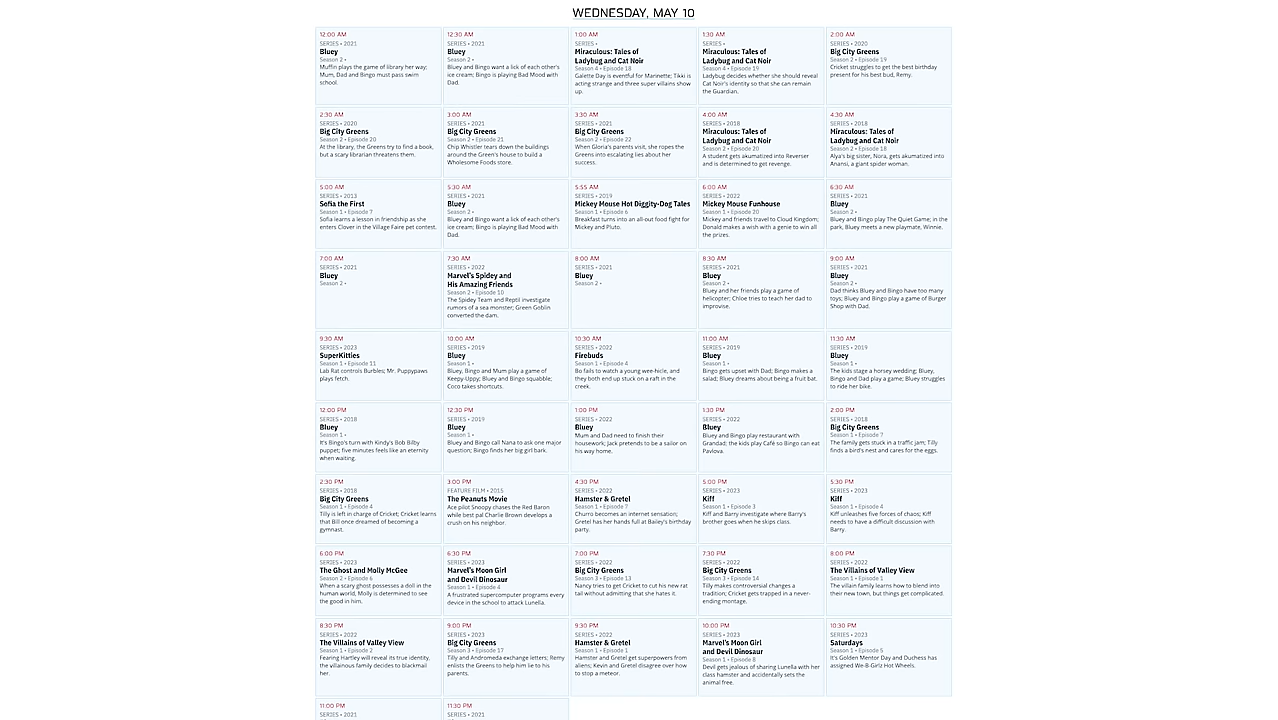 WEDNESDAY, MAY 10
12:00 AM
SERIES • 2021
Bluey
Season 2 •
Muffin plays the game of library her way;
Mum, Dad and Bingo must pass swim
school.
12:30 AM
SERIES • 2021
Bluey
Season 2 •
Bluey and Bingo want a lick of each other's
ice cream; Bingo is playing Bad Mood with
Dad.
1:00 AM
SERIES •
Miraculous: Tales of
Ladybug and Cat Noir
Season 4 • Episode 18
Galette Day is eventful for Marinette; Tikki is
acting strange and three super villains show
up.
1:30 AM
SERIES •
Miraculous: Tales of
Ladybug and Cat Noir
Season 4 • Episode 19
Ladybug decides whether she should reveal
Cat Noir's identity so that she can remain
the Guardian.
2:00 AM
SERIES • 2020
Big City Greens
Season 2 • Episode 19
Cricket struggles to get the best birthday
present for his best bud, Remy.
2:30 AM
SERIES • 2020
Big City Greens
Season 2 • Episode 20
At the library, the Greens try to find a book,
but a scary librarian threatens them.
3:00 AM
SERIES • 2021
Big City Greens
Season 2 • Episode 21
Chip Whistler tears down the buildings
around the Green's house to build a
Wholesome Foods store.
3:30 AM
SERIES • 2021
Big City Greens
Season 2 • Episode 22
When Gloria's parents visit, she ropes the
Greens into escalating lies about her
success.
4:00 AM
SERIES • 2018
Miraculous: Tales of
Ladybug and Cat Noir
Season 2 • Episode 20
A student gets akumatized into Reverser
and is determined to get revenge.
4:30 AM
SERIES • 2018
Miraculous: Tales of
Ladybug and Cat Noir
Season 2 • Episode 18
Alya's big sister, Nora, gets akumatized into
Anansi, a giant spider woman.
5:00 AM
SERIES • 2013
Sofia the First
Season 1 • Episode 7
Sofia learns a lesson in friendship as she
enters Clover in the Village Faire pet contest.
5:30 AM
SERIES • 2021
Bluey
Season 2 •
Bluey and Bingo want a lick of each other's
ice cream; Bingo is playing Bad Mood with
Dad.
5:55 AM
SERIES • 2019
Mickey Mouse Hot Diggity-Dog Tales
Season 1 • Episode 6
Breakfast turns into an all-out food fight for
Mickey and Pluto.
6:00 AM
SERIES • 2022
Mickey Mouse Funhouse
Season 1 • Episode 20
Mickey and friends travel to Cloud Kingdom;
Donald makes a wish with a genie to win all
the prizes.
6:30 AM
SERIES • 2021
Bluey
Season 2 •
Bluey and Bingo play The Quiet Game; in the
park, Bluey meets a new playmate, Winnie.
7:00 AM
SERIES • 2021
Bluey
Season 2 •
7:30 AM
SERIES • 2022
Marvel's Spidey and
His Amazing Friends
Season 2 • Episode 10
The Spidey Team and Reptil investigate
rumors of a sea monster; Green Goblin
converted the dam.
8:00 AM
SERIES • 2021
Bluey
Season 2 •
8:30 AM
SERIES • 2021
Bluey
Season 2 •
Bluey and her friends play a game of
helicopter; Chloe tries to teach her dad to
improvise.
9:00 AM
SERIES • 2021
Bluey
Season 2 •
Dad thinks Bluey and Bingo have too many
toys; Bluey and Bingo play a game of Burger
Shop with Dad.
9:30 AM
SERIES • 2023
SuperKitties
Season 1 • Episode 11
Lab Rat controls Burbles; Mr. Puppypaws
plays fetch.
10:00 AM
SERIES • 2019
Bluey
Season 1 •
Bluey, Bingo and Mum play a game of
Keepy-Uppy; Bluey and Bingo squabble;
Coco takes shortcuts.
10:30 AM
SERIES • 2022
Firebuds
Season 1 • Episode 4
Bo fails to watch a young wee-hicle, and
they both end up stuck on a raft in the
creek.
11:00 AM
SERIES • 2019
Bluey
Season 1 •
Bingo gets upset with Dad; Bingo makes a
salad; Bluey dreams about being a fruit bat.
11:30 AM
SERIES • 2019
Bluey
Season 1 •
The kids stage a horsey wedding; Bluey,
Bingo and Dad play a game; Bluey struggles
to ride her bike.
12:00 PM
SERIES • 2018
Bluey
Season 1 •
It's Bingo's turn with Kindy's Bob Bilby
puppet; five minutes feels like an eternity
when waiting.
12:30 PM
SERIES • 2019
Bluey
Season 1 •
Bluey and Bingo call Nana to ask one major
question; Bingo finds her big girl bark.
1:00 PM
SERIES • 2022
Bluey
Mum and Dad need to finish their
housework; Jack pretends to be a sailor on
his way home.
1:30 PM
SERIES • 2022
Bluey
Bluey and Bingo play restaurant with
Grandad; the kids play Café so Bingo can eat
Pavlova.
2:00 PM
SERIES • 2018
Big City Greens
Season 1 • Episode 7
The family gets stuck in a traffic jam; Tilly
finds a bird's nest and cares for the eggs.
2:30 PM
SERIES • 2018
Big City Greens
Season 1 • Episode 4
Tilly is left in charge of Cricket; Cricket learns
that Bill once dreamed of becoming a
gymnast.
3:00 PM
FEATURE FILM • 2015
The Peanuts Movie
Ace pilot Snoopy chases the Red Baron
while best pal Charlie Brown develops a
crush on his neighbor.
4:30 PM
SERIES • 2022
Hamster & Gretel
Season 1 • Episode 7
Churro becomes an internet sensation;
Gretel has her hands full at Bailey's birthday
party.
5:00 PM
SERIES • 2023
Kiff
Season 1 • Episode 3
Kiff and Barry investigate where Barry's
brother goes when he skips class.
5:30 PM
SERIES • 2023
Kiff
Season 1 • Episode 4
Kiff unleashes five forces of chaos; Kiff
needs to have a difficult discussion with
Barry.
6:00 PM
SERIES • 2023
The Ghost and Molly McGee
Season 2 • Episode 6
When a scary ghost possesses a doll in the
human world, Molly is determined to see
the good in him.
6:30 PM
SERIES • 2023
Marvel's Moon Girl
and Devil Dinosaur
Season 1 • Episode 4
A frustrated supercomputer programs every
device in the school to attack Lunella.
7:00 PM
SERIES • 2022
Big City Greens
Season 3 • Episode 13
Nancy tries to get Cricket to cut his new rat
tail without admitting that she hates it.
7:30 PM
SERIES • 2022
Big City Greens
Season 3 • Episode 14
Tilly makes controversial changes to a
tradition; Cricket gets trapped in a never-
ending montage.
8:00 PM
SERIES • 2022
The Villains of Valley View
Season 1 • Episode 1
The villain family learns how to blend into
their new town, but things get complicated.
8:30 PM
SERIES • 2022
The Villains of Valley View
Season 1 • Episode 2
Fearing Hartley will reveal its true identity,
the villainous family decides to blackmail
her.
9:00 PM
SERIES • 2023
Big City Greens
Season 3 • Episode 17
Tilly and Andromeda exchange letters; Remy
enlists the Greens to help him lie to his
parents.
9:30 PM
SERIES • 2022
Hamster & Gretel
Season 1 • Episode 1
Hamster and Gretel get superpowers from
aliens; Kevin and Gretel disagree over how
to stop a meteor.
10:00 PM
SERIES • 2023
Marvel's Moon Girl
and Devil Dinosaur
Season 1 • Episode 8
Devil gets jealous of sharing Lunella with her
class hamster and accidentally sets the
animal free.
10:30 PM
SERIES • 2023
Saturdays
Season 1 • Episode 5
It's Golden Mentor Day and Duchess has
assigned We-B-Girlz Hot Wheels.
11:00 PM
SERIES • 2021
11:30 PM
SERIES • 2021